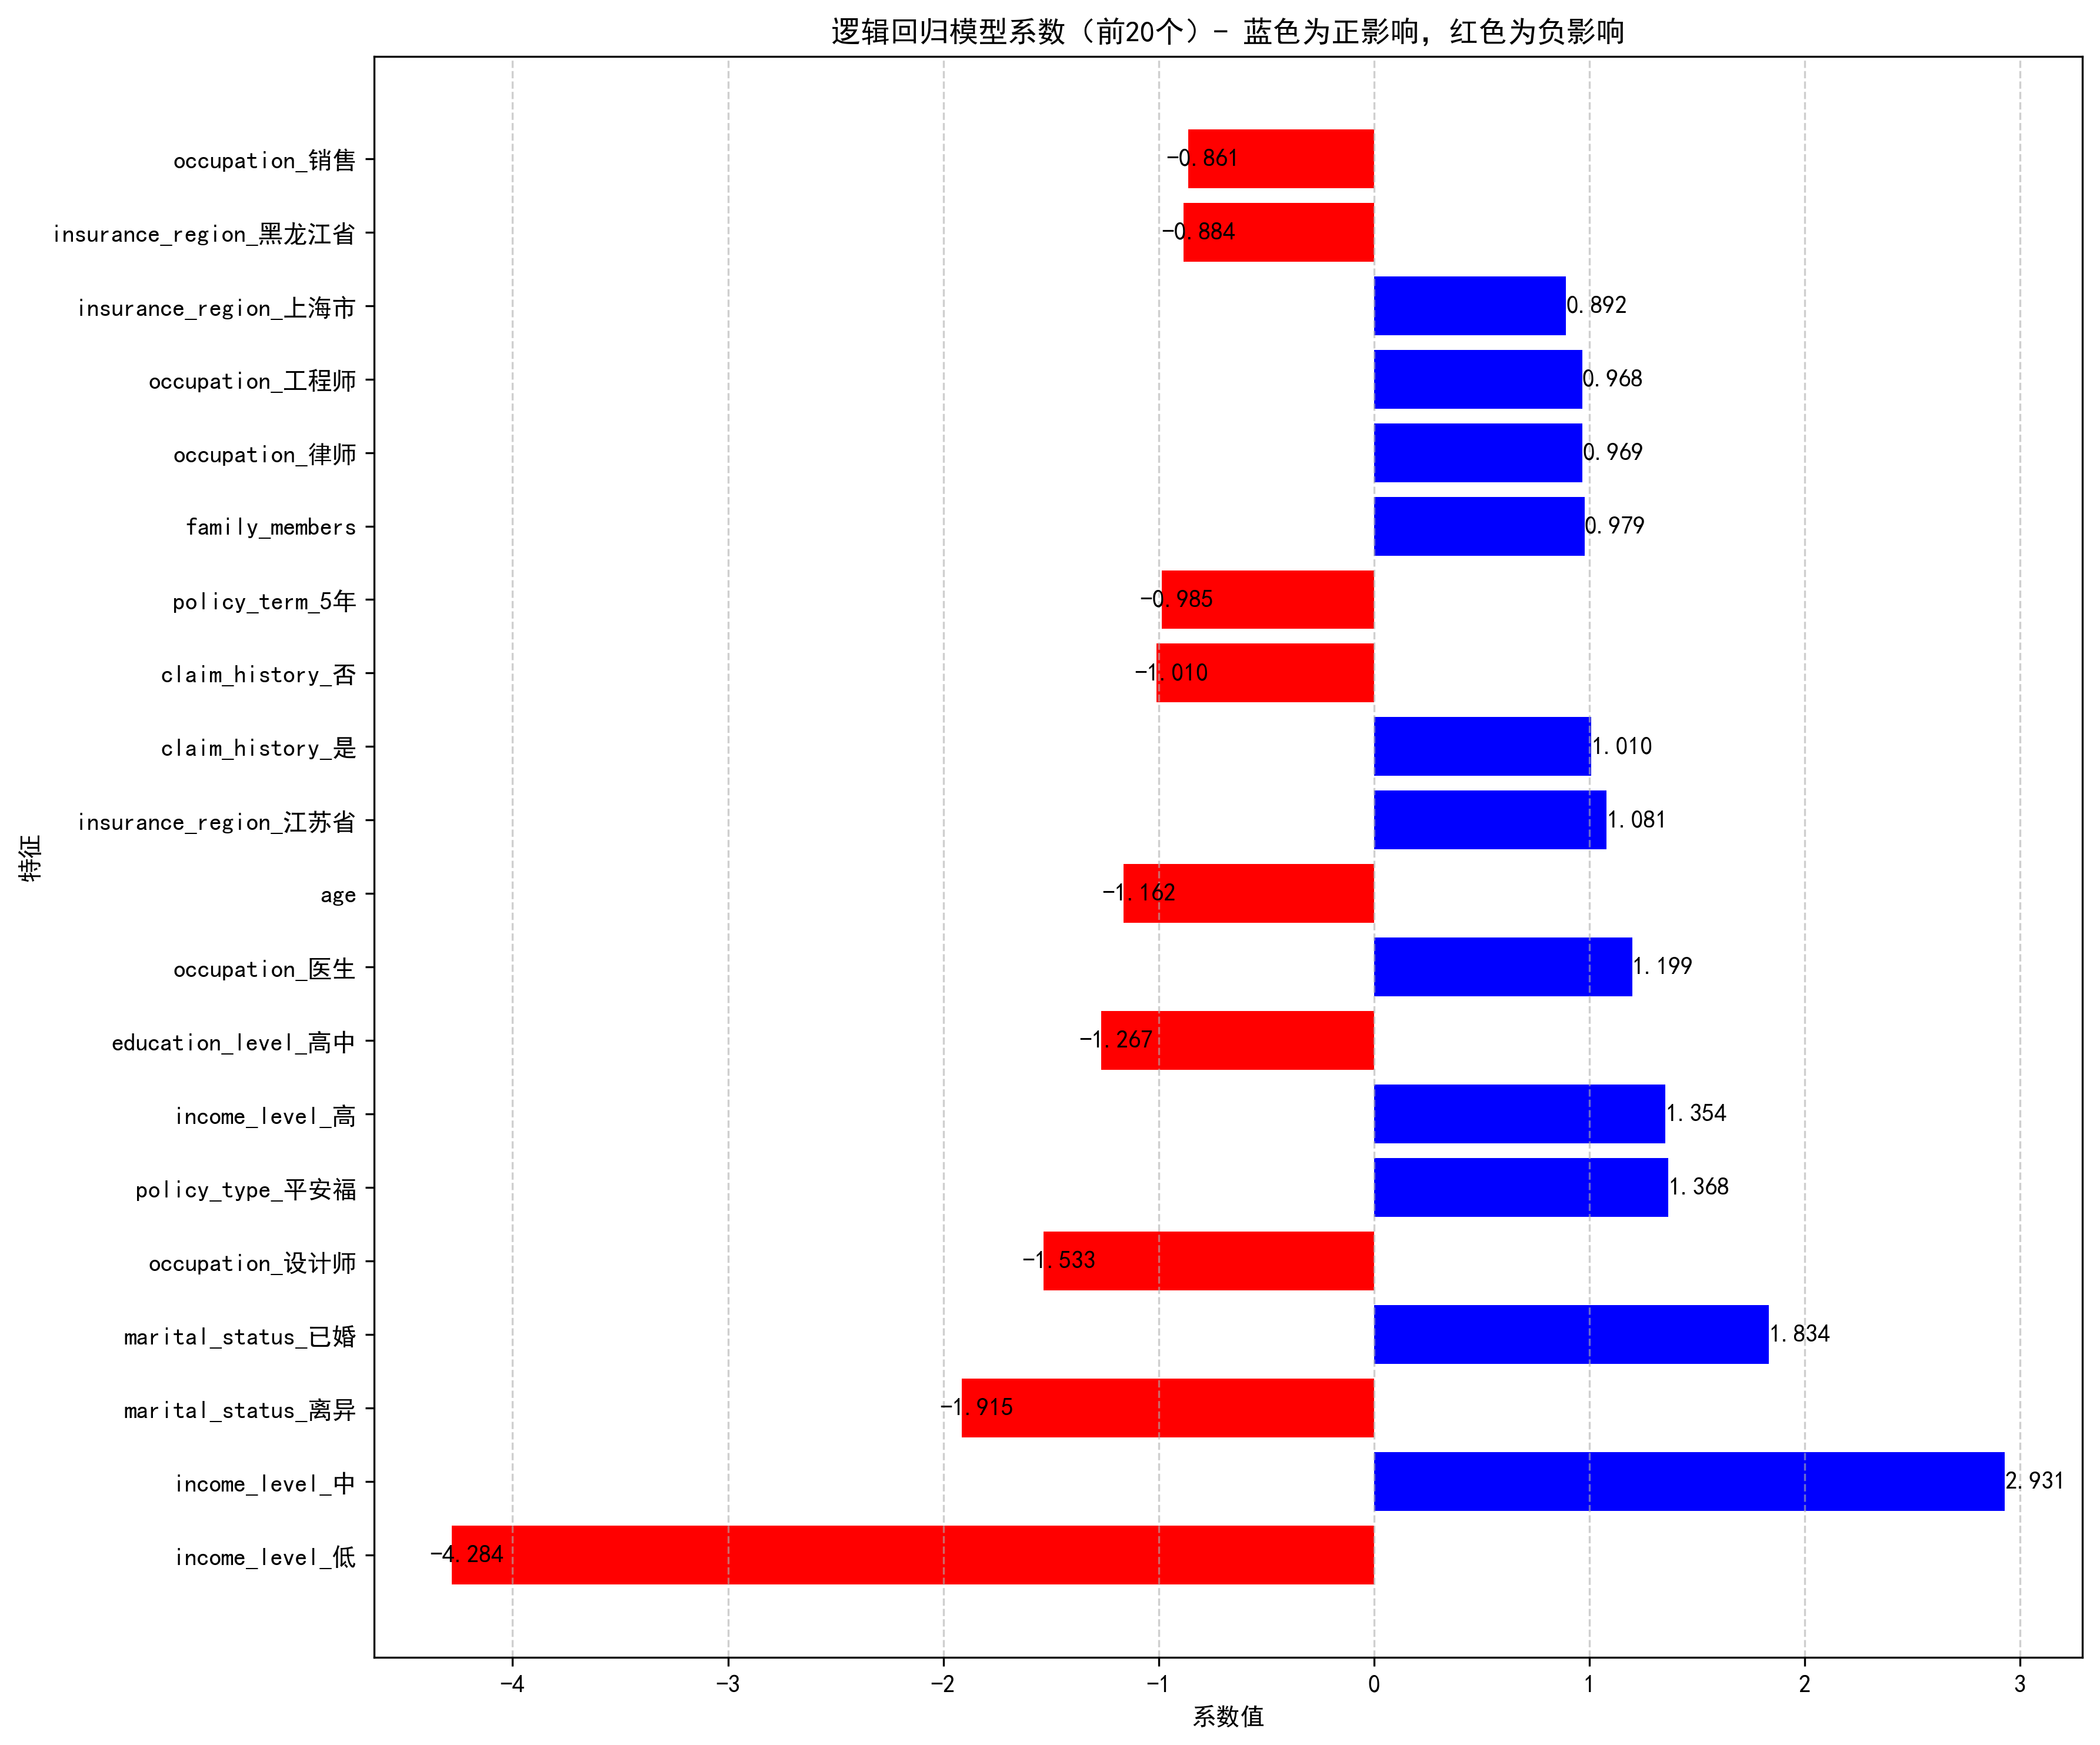 逻辑回归模型系数（前20个）- 蓝色为正影响，红色为负影响
occupation_销售
−0.861
insurance_region_黑龙江省
−0.884
insurance_region_上海市
0.892
occupation_工程师
0.968
occupation_律师
0.969
family_members
0.979
policy_term_5年
−0.985
claim_history_否
−1.010
claim_history_是
1.010
insurance_region_江苏省
1.081
age
−1.162
occupation_医生
1.199
education_level_高中
−1.267
income_level_高
1.354
policy_type_平安福
1.368
occupation_设计师
−1.533
marital_status_已婚
1.834
marital_status_离异
−1.915
income_level_中
2.931
income_level_低
−4.284
特征
−4 −3 −2 −1 0 1 2 3
系数值